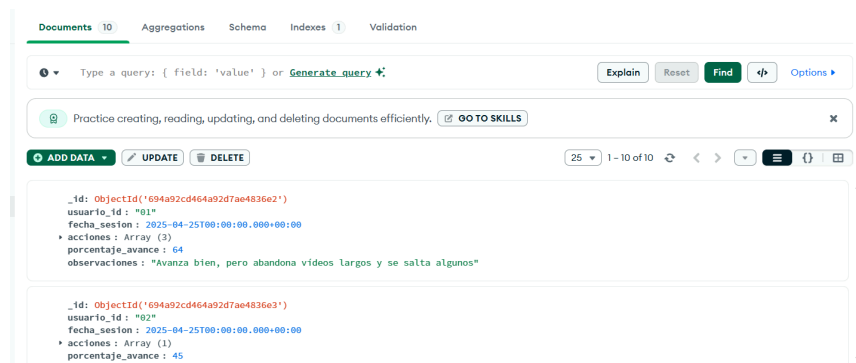 Documents 10 Aggregations Schema Indexes 1 Validation
Type a query: { field: 'value' } or Generate query Explain Reset Find </> Options
Practice creating, reading, updating, and deleting documents efficiently. GO TO SKILLS
ADD DATA UPDATE DELETE 25 1 – 10 of 10 {}
_id: ObjectId('694a92cd464a92d7ae4836e2')
usuario_id : "01"
fecha_sesion : 2025-04-25T00:00:00.000+00:00
acciones : Array (3)
porcentaje_avance : 64
observaciones : "Avanza bien, pero abandona videos largos y se salta algunos"
_id: ObjectId('694a92cd464a92d7ae4836e3')
usuario_id : "02"
fecha_sesion : 2025-04-25T00:00:00.000+00:00
acciones : Array (1)
porcentaje_avance : 45